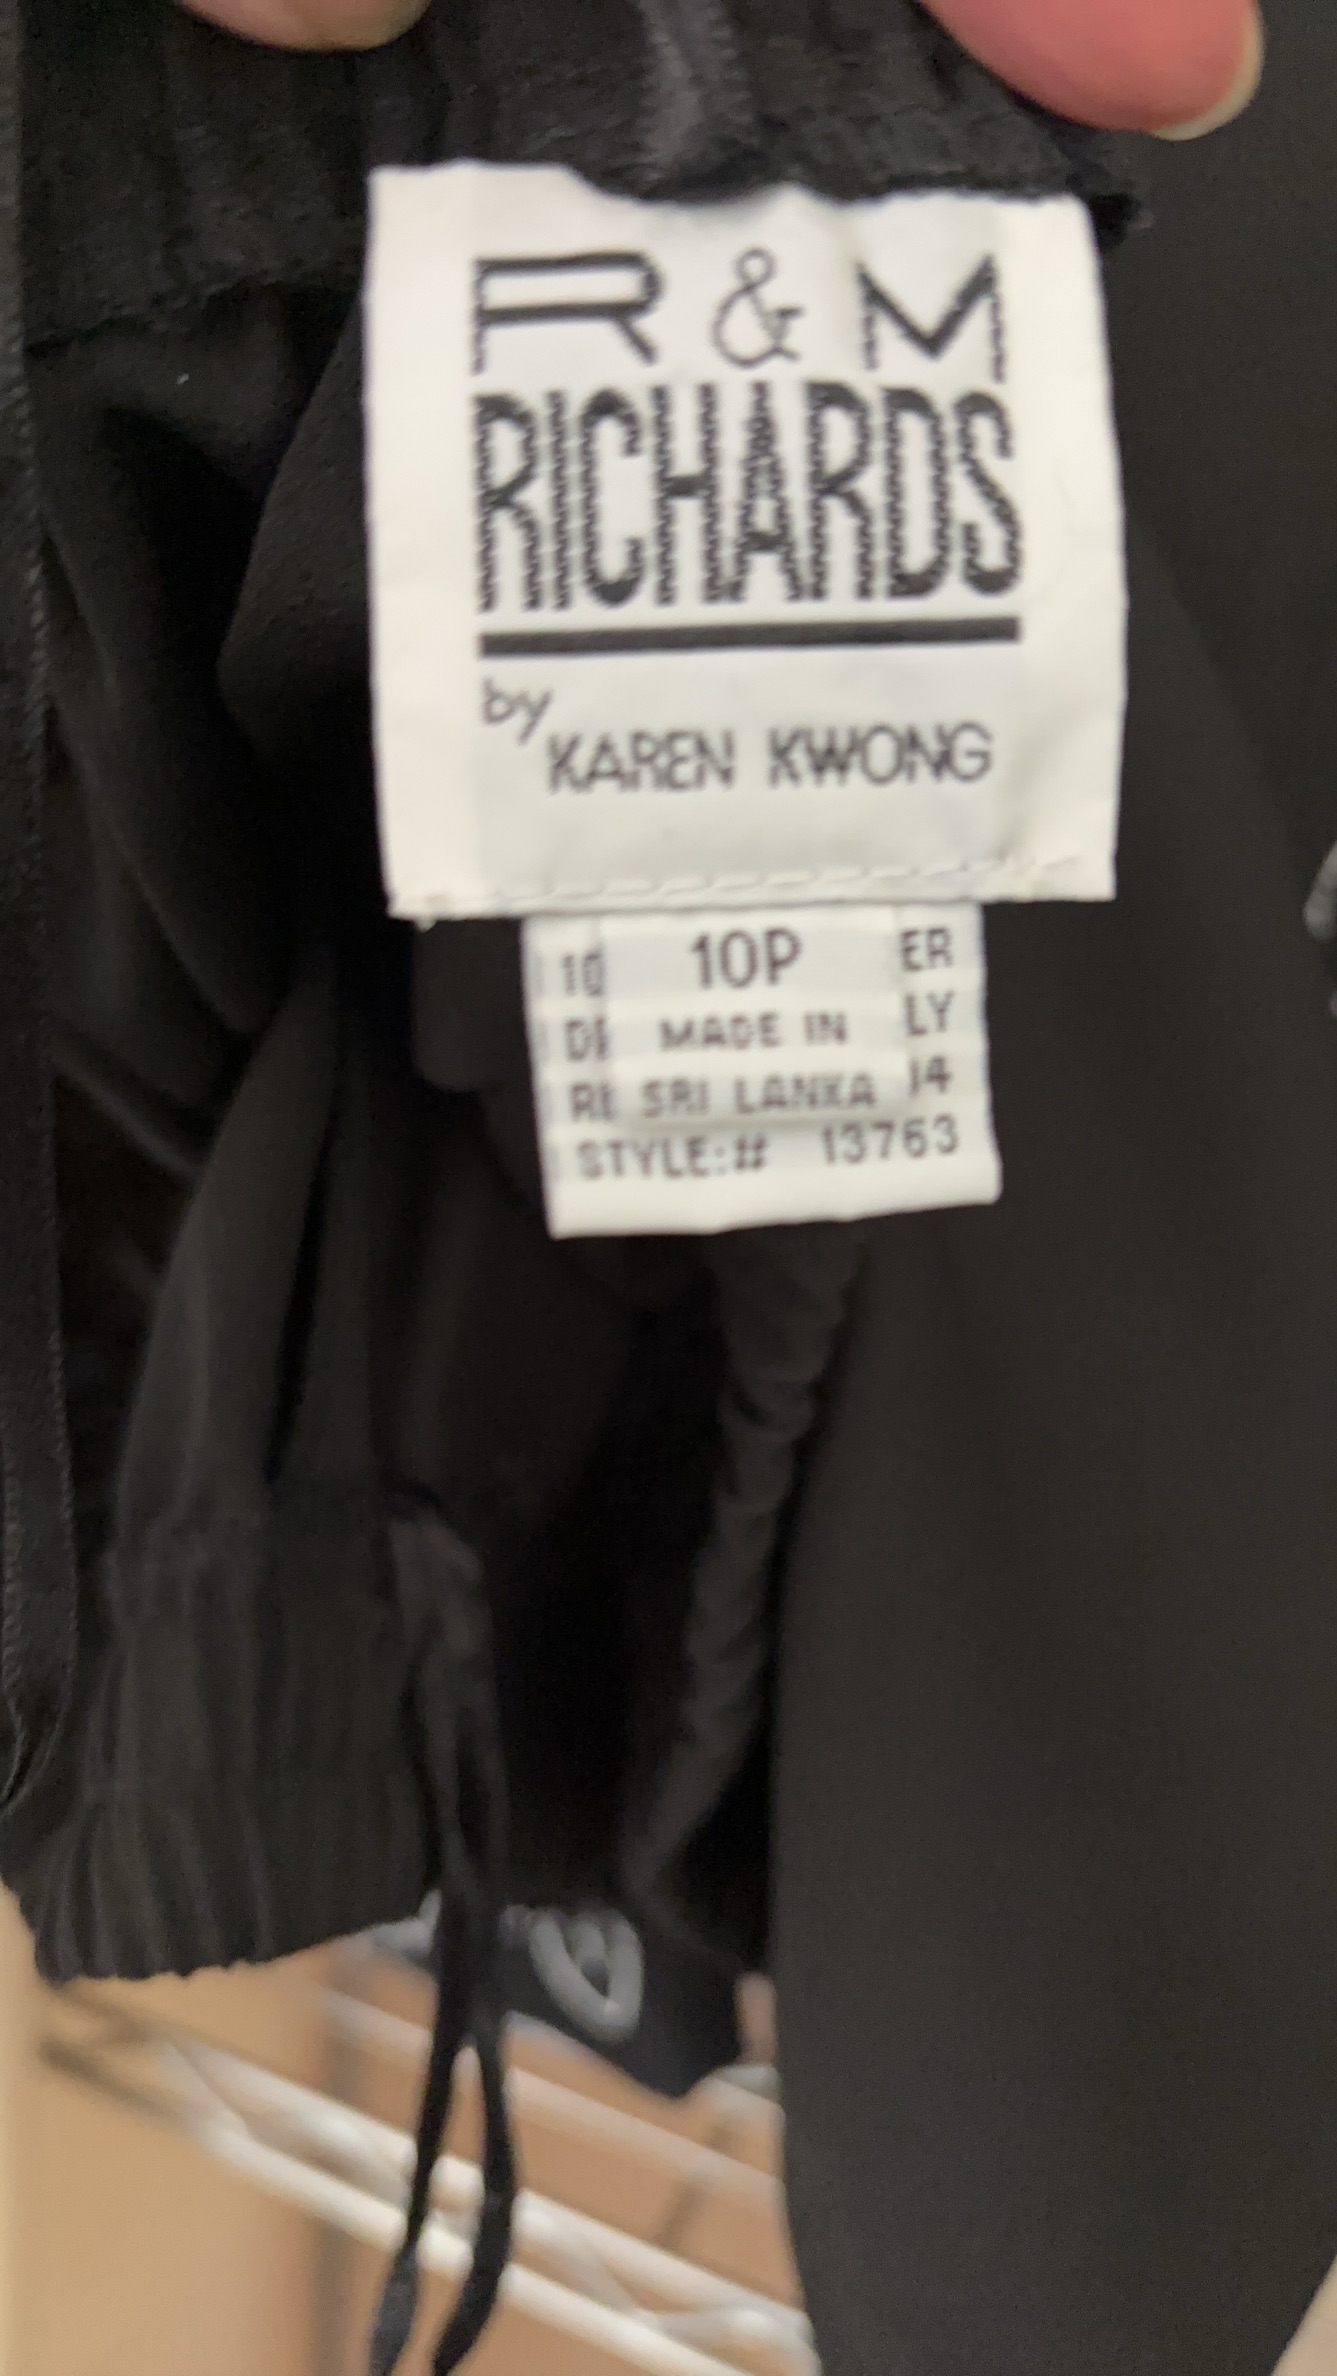 R & M
RICHARDS
by
KAREN KWONG
10P
MADE IN
SRI LANKA
STYLE:# 13763